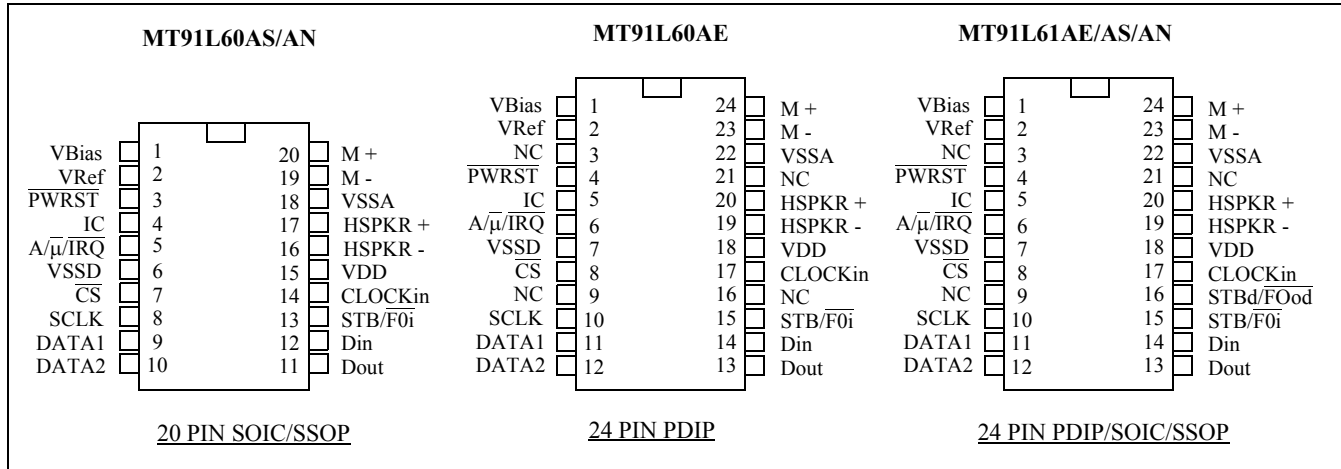 MT91L60AS/AN
VBias 1 20 M +
VRef 2 19 M -
PWRST 3 18 VSSA
IC 4 17 HSPKR +
A/μ/IRQ 5 16 HSPKR -
VSSD 6 15 VDD
CS 7 14 CLOCKin
SCLK 8 13 STB/F0i
DATA1 9 12 Din
DATA2 10 11 Dout
20 PIN SOIC/SSOP
MT91L60AE
VBias 1 24 M +
VRef 2 23 M -
NC 3 22 VSSA
PWRST 4 21 NC
IC 5 20 HSPKR +
A/μ/IRQ 6 19 HSPKR -
VSSD 7 18 VDD
CS 8 17 CLOCKin
NC 9 16 NC
SCLK 10 15 STB/F0i
DATA1 11 14 Din
DATA2 12 13 Dout
24 PIN PDIP
MT91L61AE/AS/AN
VBias 1 24 M +
VRef 2 23 M -
NC 3 22 VSSA
PWRST 4 21 NC
IC 5 20 HSPKR +
A/μ/IRQ 6 19 HSPKR -
VSSD 7 18 VDD
CS 8 17 CLOCKin
NC 9 16 STBd/FOod
SCLK 10 15 STB/F0i
DATA1 11 14 Din
DATA2 12 13 Dout
24 PIN PDIP/SOIC/SSOP